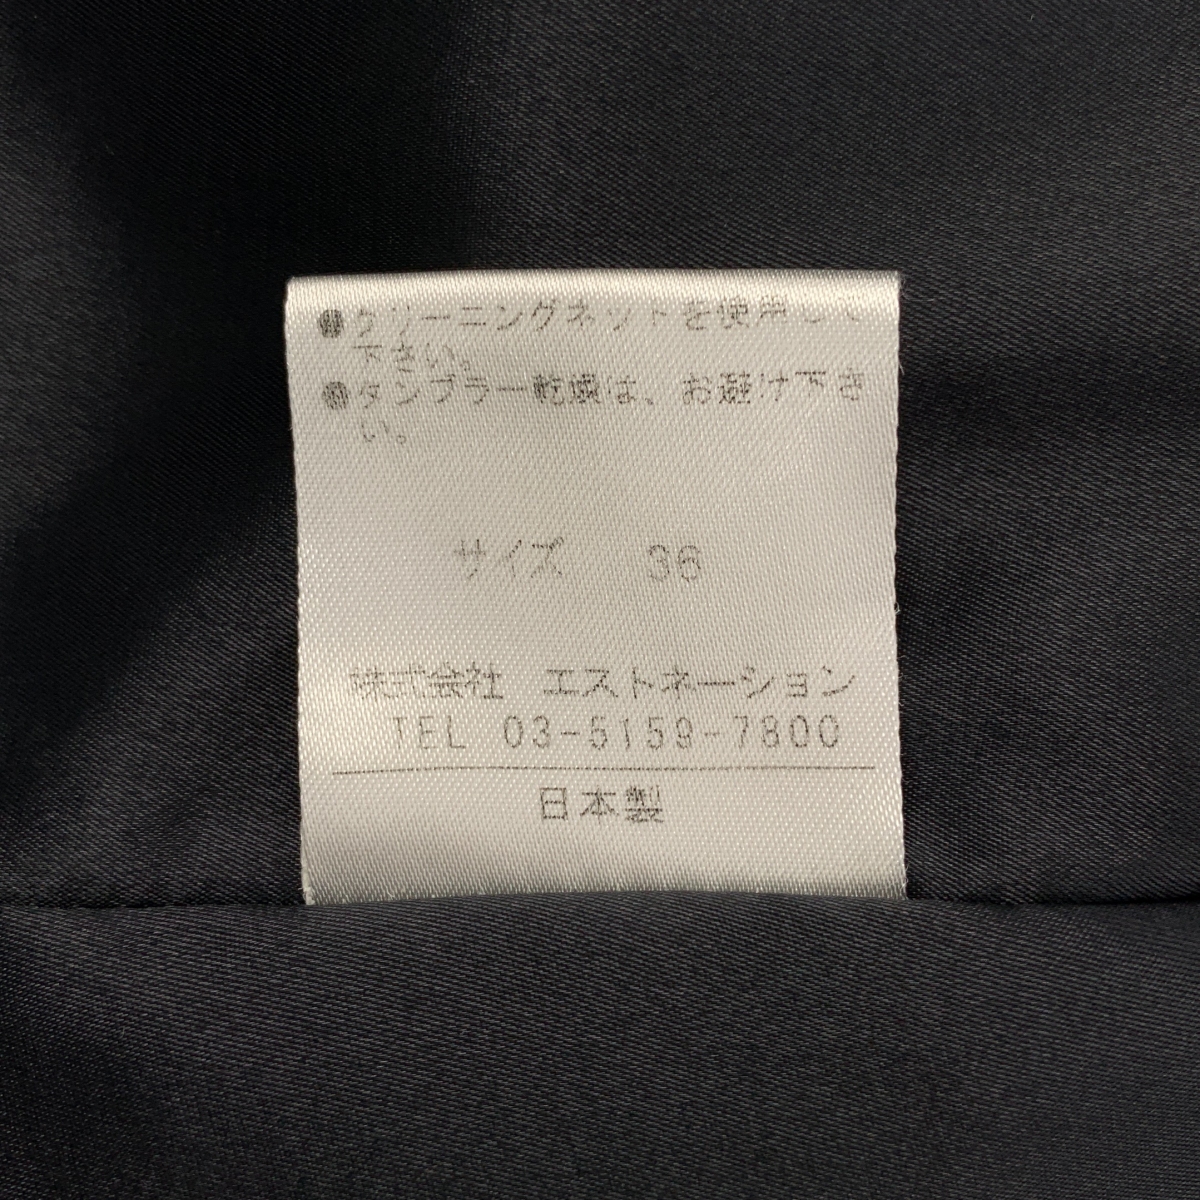 ●クリーニングネットを使用して
下さい。
●タンブラー乾燥は、お避け下さ
い。
サイズ 36
株式会社 エストネーション
TEL 03-5159-7800
日本製